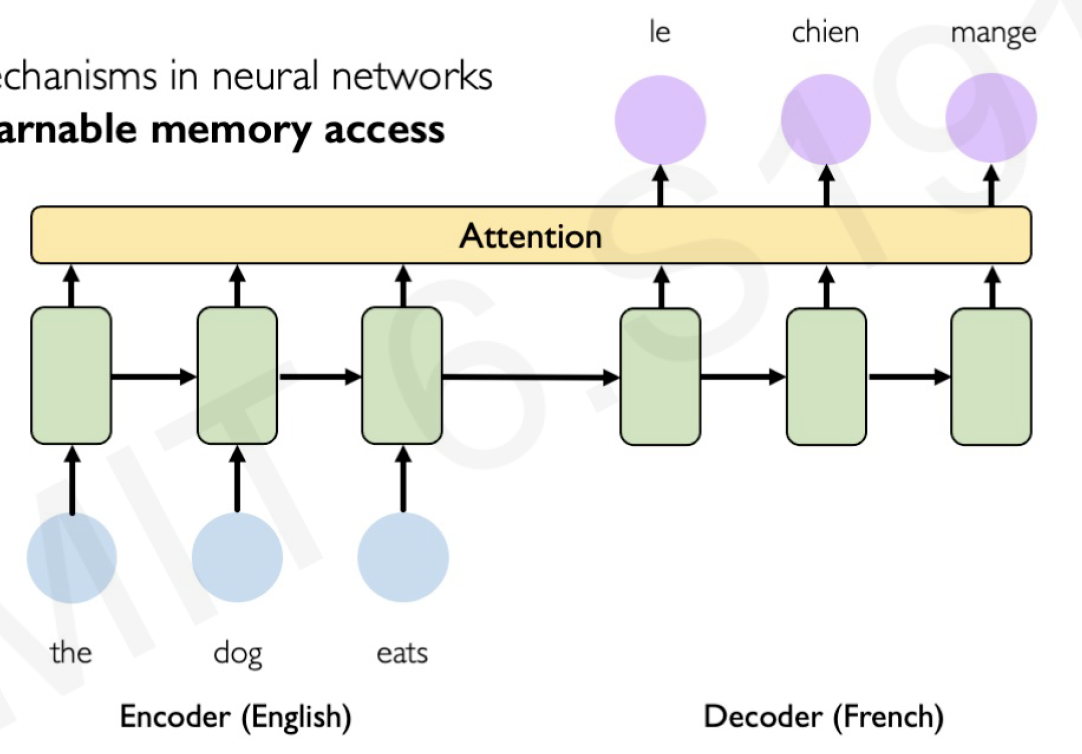 echanisms in neural networks
arnable memory access
le chien mange
Attention
the dog eats
Encoder (English) Decoder (French)
MIT 6.S191